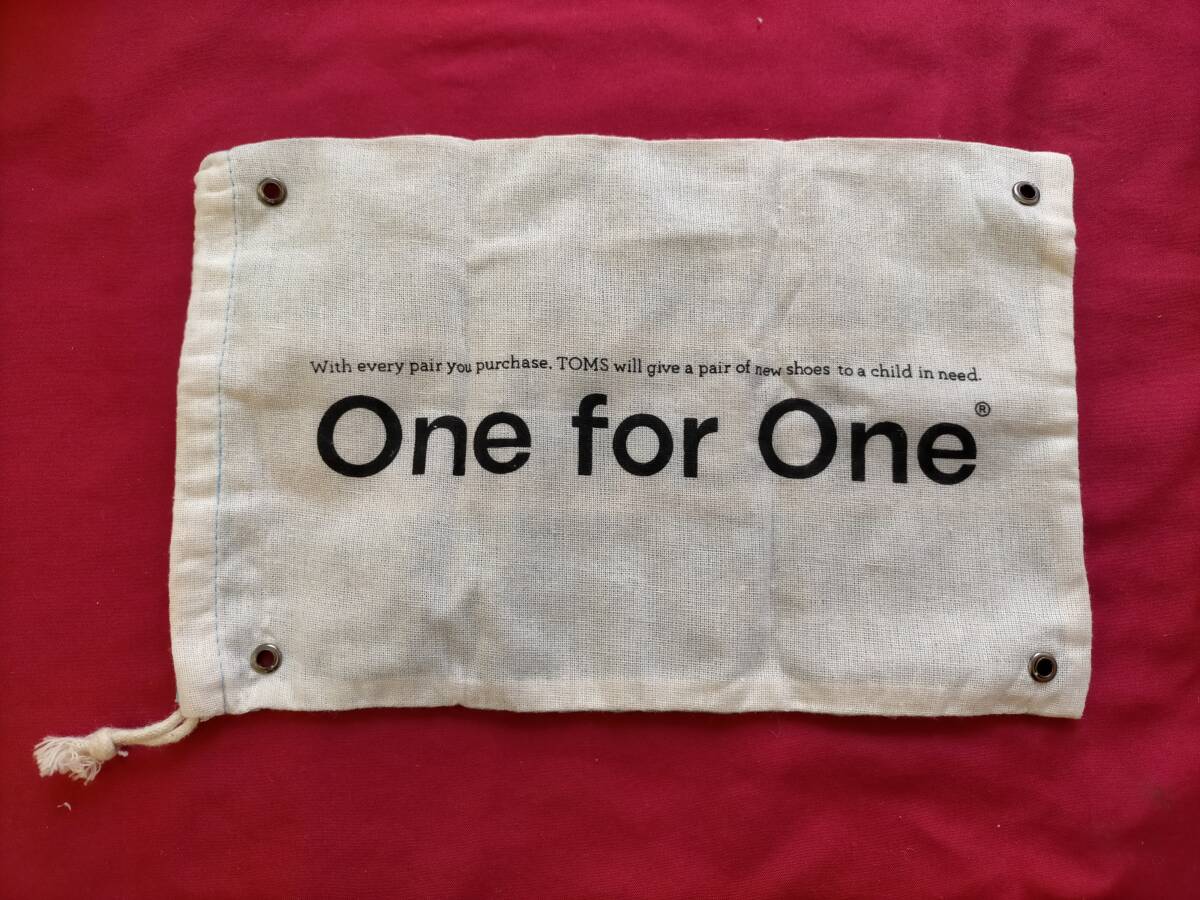 With every pair you purchase. TOMS will give a pair of new shoes to a child in need.
One for One®